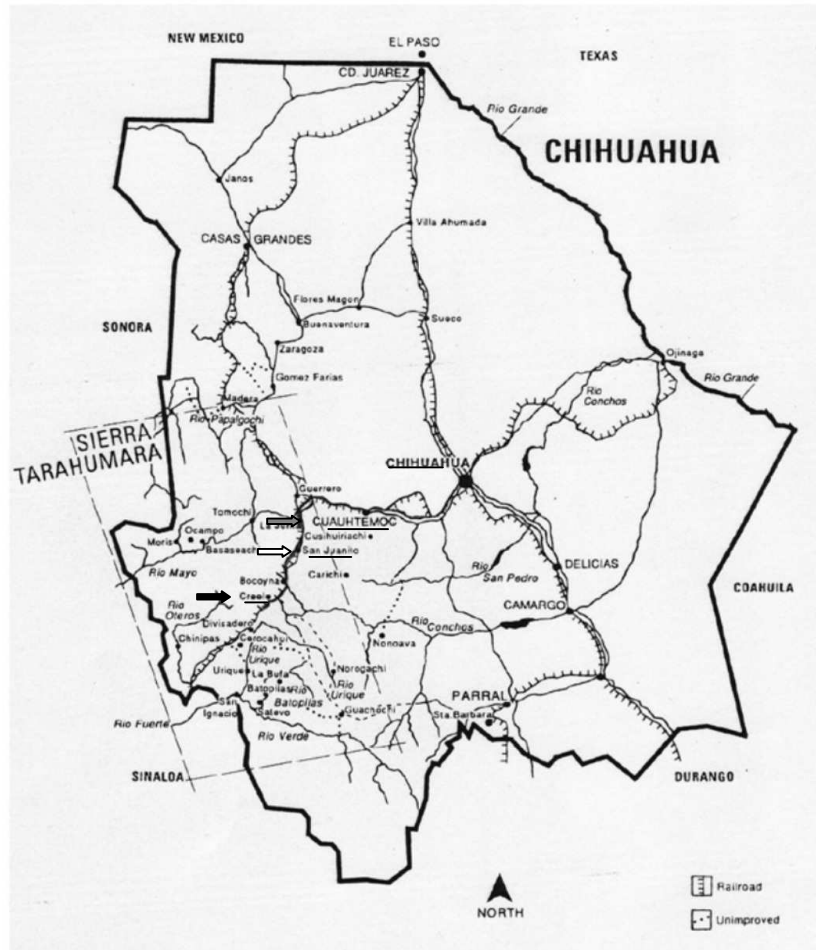 NEW MEXICO
EL PASO
TEXAS
CD. JUAREZ
Rio Grande
CHIHUAHUA
Janos
Villa Ahumada
CASAS GRANDES
Flores Magon
SONORA
Buenaventura
Sueco
Zaragoza
Ojinaga
Gomez Farias
Rio Grande
Rio
Conchos
Madera
Rio Papalgochi
SIERRA
TARAHUMARA
CHIHUAHUA
Guerrero
Tomochi
La
CUAUHTEMOC
Ocampo
Cusihuiriachi
Moris
Basaseachi
San Juanito
DELICIAS
Rio Mayo
Carichi
Rio
San Pedro
Bocoyna
COAHUILA
Creel
CAMARGO
Rio
Oteros
Divisadero
Rio
Conchos
Chinipas
Cerocahui
Nonoava
Rio
Urique
Urique
La Bufa
Norogachi
Batopilas
Rio
Batopilas
Rio
Urique
PARRAL
San
Ignacio
Satevo
Guachochi
Sta. Barbara
Rio Fuerte
Rio Verde
SINALOA
DURANGO
Railroad
NORTH
Unimproved